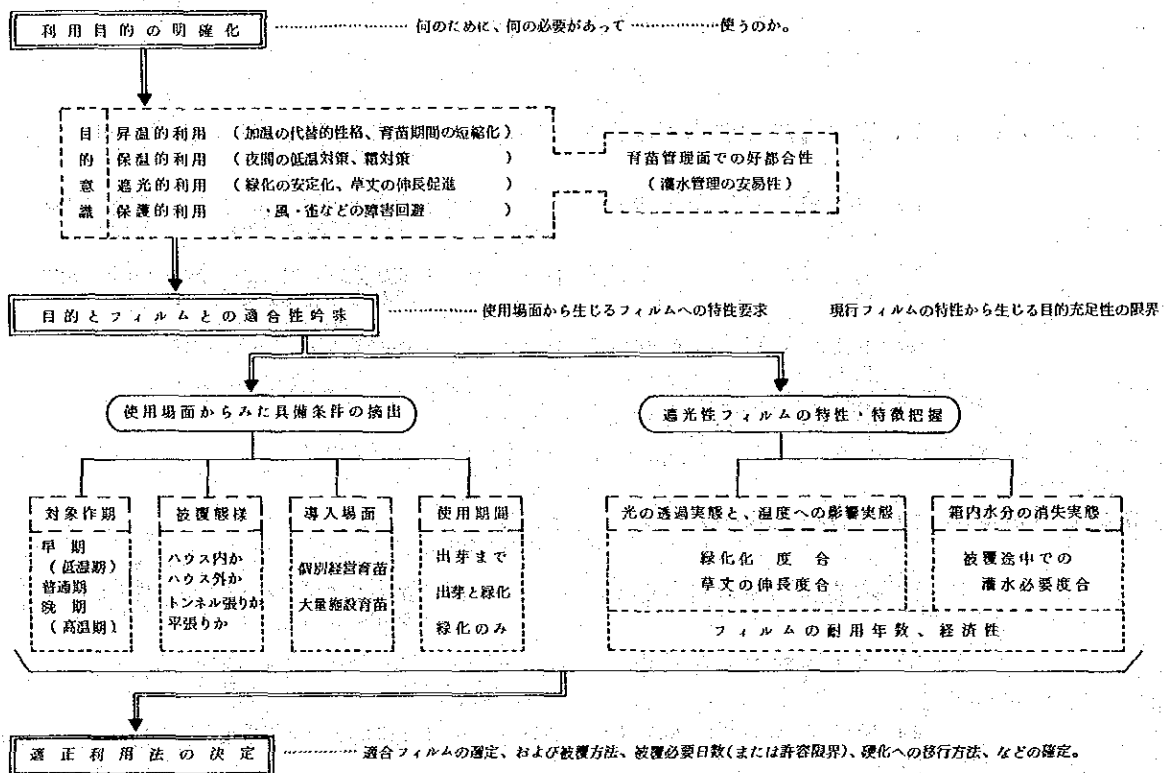 利用目的の明確化 ……………… 何のために、何の必要があって ……………使うのか。
目的意識
昇温的利用 (加温の代替的性格、育苗期間の短縮化)
保温的利用 (夜間の低温対策、霜対策 )
遮光的利用 (緑化の安定化、草丈の伸長促進 )
保護的利用 ・風・雀などの障害回避 )
育苗管理面での好都合性
(灌水管理の安易性)
目的とフィルムとの適合性吟味 ……………使用場面から生じるフィルムへの特性要求 現行フィルムの特性から生じる目的充足性の限界
使用場面からみた具備条件の摘出
遮光性フィルムの特性・特徴把握
対象作期
早 期
(低温期)
普通期
晩 期
(高温期)
被覆態様
ハウス内か
ハウス外か
トンネル張りか
平張りか
導入場面
個別経営育苗
大量施設育苗
使用期間
出芽まで
出芽と緑化
緑化のみ
光の透過実態と、温度への影響実態
緑化化度合
草丈の伸長度合
箱内水分の消失実態
被覆途中での
灌水必要度合
フィルムの耐用年数、経済性
適正利用法の決定 ……………適合フィルムの選定、および被覆方法、被覆必要日数(または許容限界)、硬化への移行方法、などの確定。